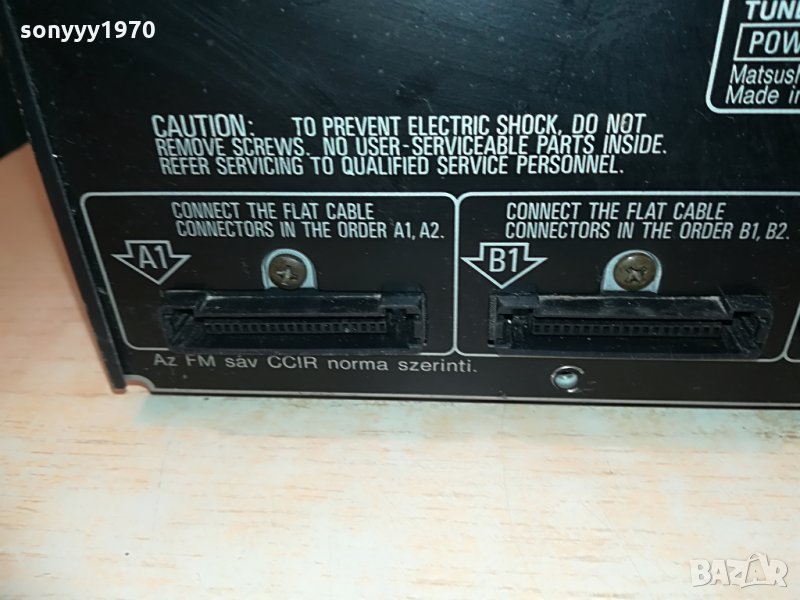 sonyyy1970
TUNE
POW
Matsush
Made in
CAUTION: TO PREVENT ELECTRIC SHOCK, DO NOT
REMOVE SCREWS. NO USER-SERVICEABLE PARTS INSIDE.
REFER SERVICING TO QUALIFIED SERVICE PERSONNEL.
CONNECT THE FLAT CABLE
CONNECTORS IN THE ORDER A1, A2.
A1
CONNECT THE FLAT CABLE
CONNECTORS IN THE ORDER B1, B2.
B1
Az FM sáv CCIR norma szerinti.
BAZAR